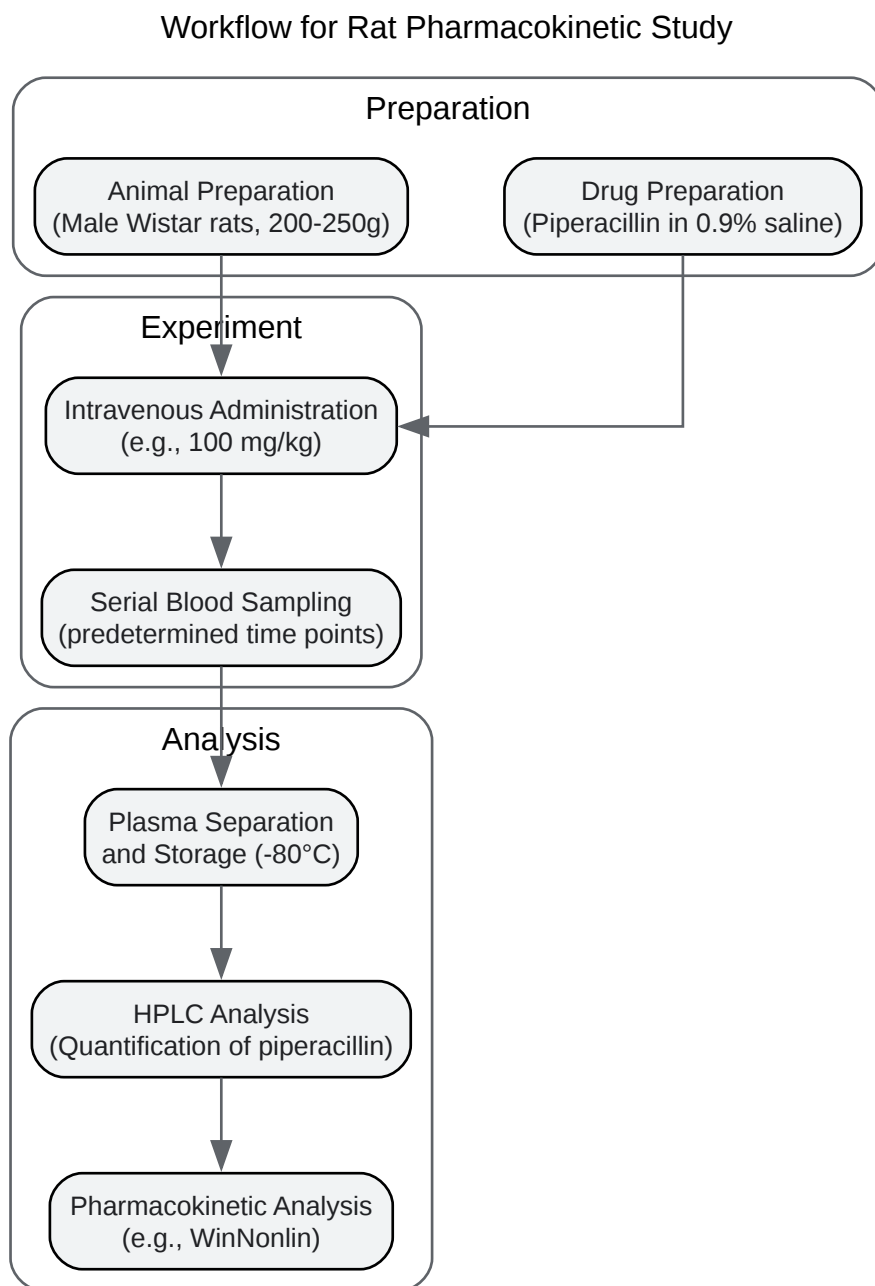 Workflow for Rat Pharmacokinetic Study
Preparation
Animal Preparation
(Male Wistar rats, 200-250g)
Drug Preparation
(Piperacillin in 0.9% saline)
Experiment
Intravenous Administration
(e.g., 100 mg/kg)
Serial Blood Sampling
(predetermined time points)
Analysis
Plasma Separation
and Storage (-80°C)
HPLC Analysis
(Quantification of piperacillin)
Pharmacokinetic Analysis
(e.g., WinNonlin)